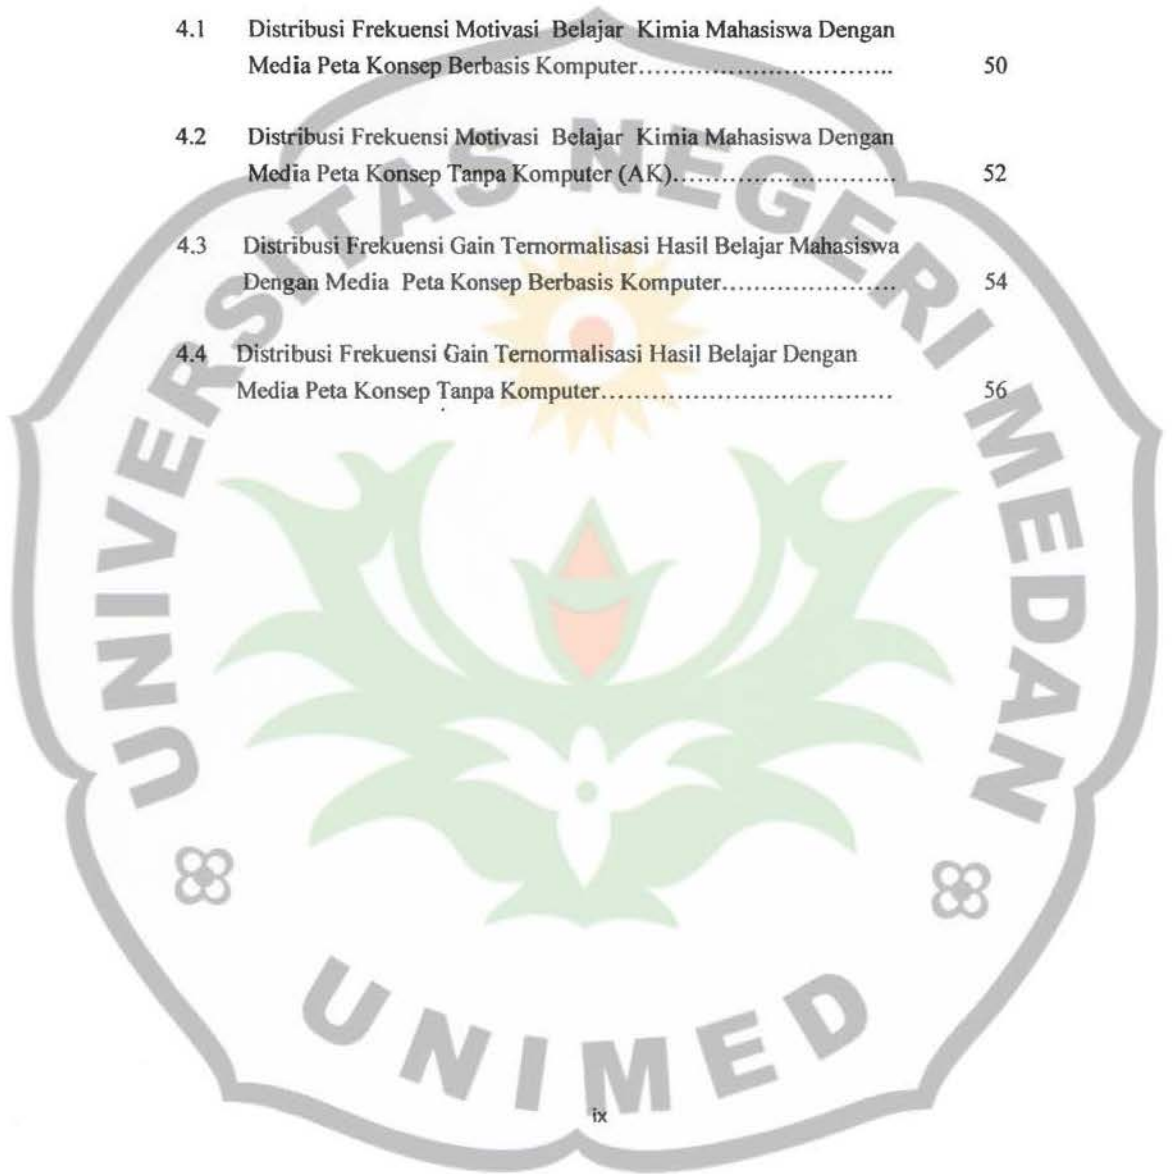 4.1 Distribusi Frekuensi Motivasi Belajar Kimia Mahasiswa Dengan
Media Peta Konsep Berbasis Komputer................................ 50
4.2 Distribusi Frekuensi Motivasi Belajar Kimia Mahasiswa Dengan
Media Peta Konsep Tanpa Komputer (AK)........................... 52
4.3 Distribusi Frekuensi Gain Ternormalisasi Hasil Belajar Mahasiswa
Dengan Media Peta Konsep Berbasis Komputer..................... 54
4.4 Distribusi Frekuensi Gain Ternormalisasi Hasil Belajar Dengan
Media Peta Konsep Tanpa Komputer.................................... 56
UNIVERSITAS NEGERI MEDAN
UNIMED
ix